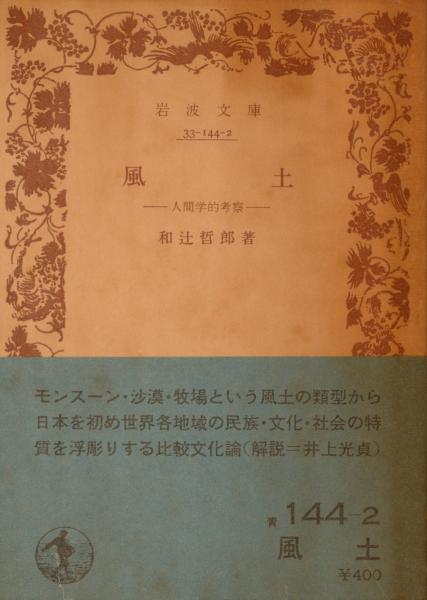 岩波文庫
33-144-2
風土
——人間学的考察——
和辻哲郎著
モンスーン・沙漠・牧場という風土の類型から
日本を初め世界各地域の民族・文化・社会の特
質を浮彫りする比較文化論(解説=井上光貞)
青 144-2
風土
¥400